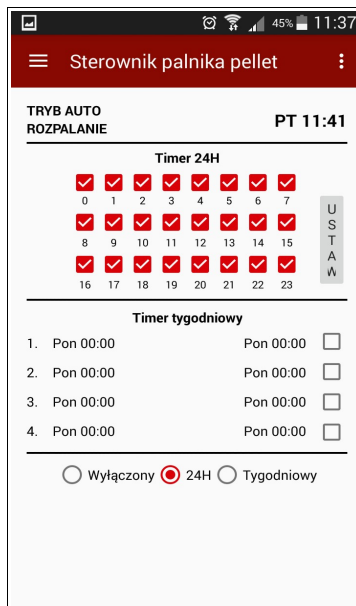 45% 11:37
Sterownik palnika pellet
TRYB AUTO
ROZPALANIE
PT 11:41
Timer 24H
0 1 2 3 4 5 6 7
8 9 10 11 12 13 14 15
16 17 18 19 20 21 22 23
USTAW
Timer tygodniowy
1. Pon 00:00 Pon 00:00
2. Pon 00:00 Pon 00:00
3. Pon 00:00 Pon 00:00
4. Pon 00:00 Pon 00:00
Wyłączony 24H Tygodniowy